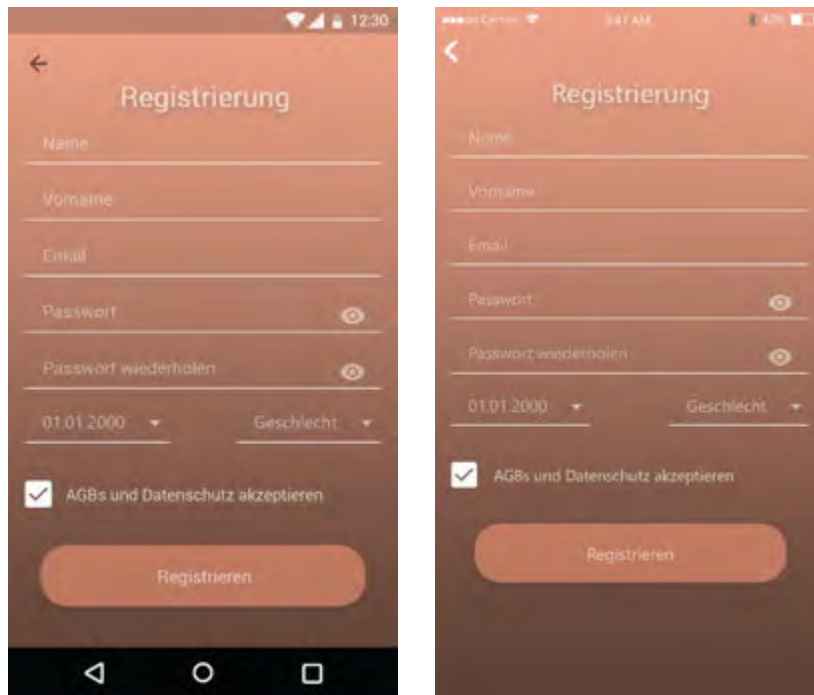 12:30
Registrierung
Name
Vorname
Email
Passwort
Passwort wiederholen
01.01.2000
Geschlecht
AGBs und Datenschutz akzeptieren
Registrieren
9:41 AM
Registrierung
Name
Vorname
Email
Passwort
Passwort wiederholen
01.01.2000
Geschlecht
AGBs und Datenschutz akzeptieren
Registrieren